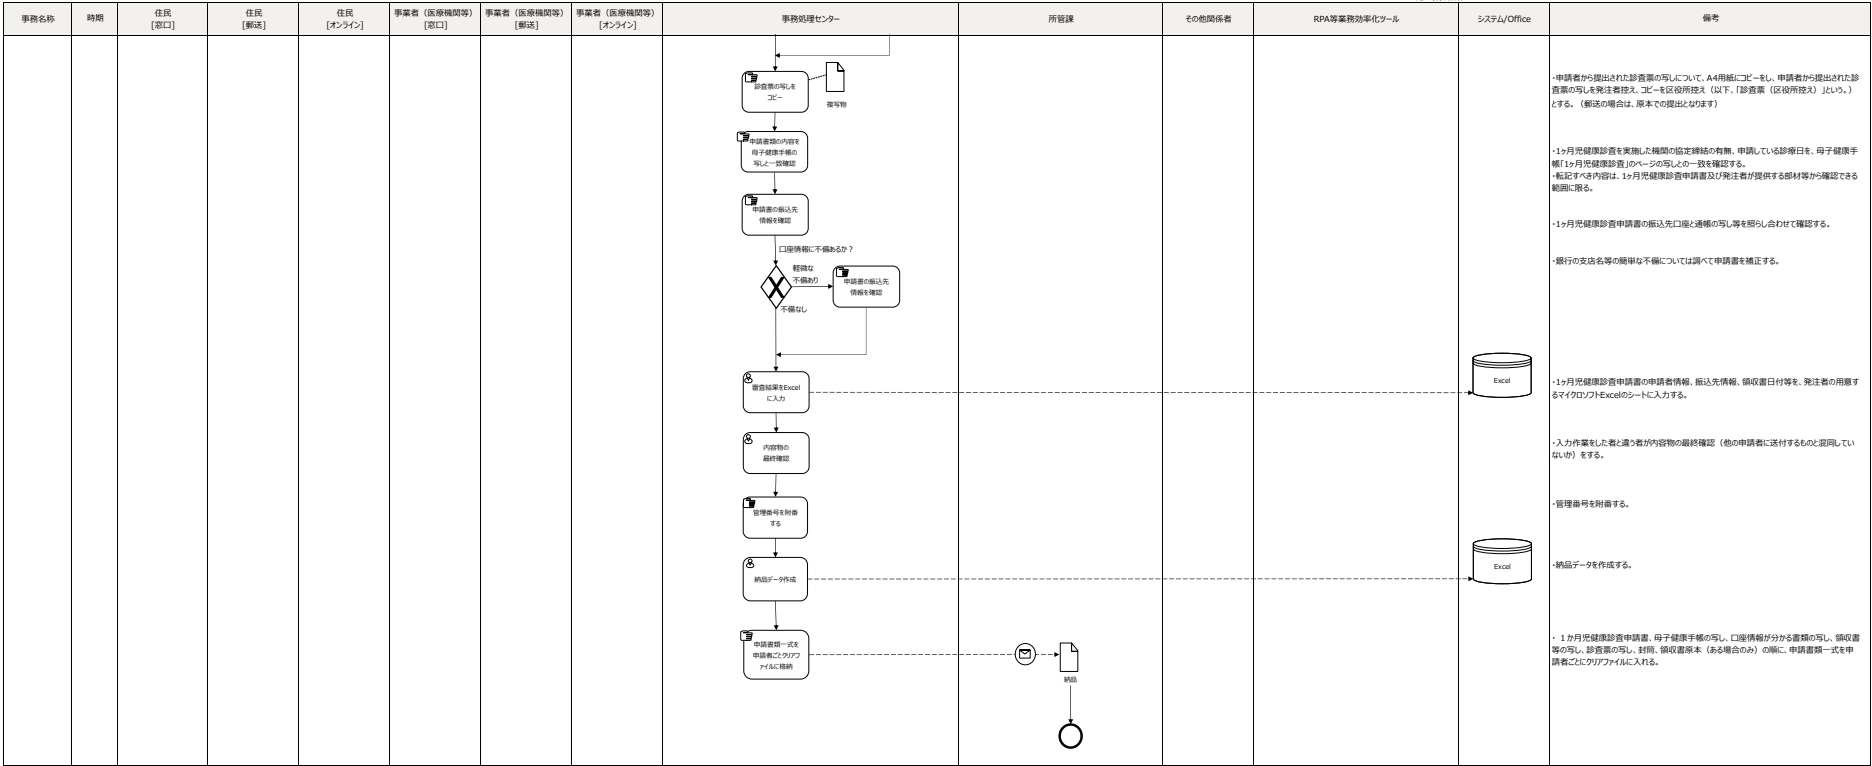 事務名称
時期
住民
[窓口]
住民
[郵送]
住民
[オンライン]
事業者（医療機関等）
[窓口]
事業者（医療機関等）
[郵送]
事業者（医療機関等）
[オンライン]
事務処理センター
所管課
その他関係者
RPA等業務効率化ツール
システム/Office
備考
診査票の写しを
コピー
複写物
・申請者から提出された診査票の写しについて、A4用紙にコピーをし、申請者から提出された診
査票の写しを発注者控え、コピーを区役所控え（以下、「診査票（区役所控え）」という。）
とする。（郵送の場合は、原本での提出となります）
申請書類の内容を
母子健康手帳の
写しと一致確認
・1ヶ月児健康診査を実施した機関の協定締結の有無、申請している診療日を、母子健康手
帳「1ヶ月児健康診査」のページの写しとの一致を確認する。
・転記すべき内容は、1ヶ月児健康診査申請書及び発注者が提供する部材等から確認できる
範囲に限る。
申請書の振込先
情報を確認
・1ヶ月児健康診査申請書の振込先口座と通帳の写し等を照らし合わせて確認する。
口座情報に不備あるか？
軽微な
不備あり
申請書の振込先
情報を確認
不備なし
・銀行の支店名等の簡単な不備については調べて申請書を補正する。
審査結果をExcel
に入力
Excel
・1ヶ月児健康診査申請書の申請者情報、振込先情報、領収書日付等を、発注者の用意す
るマイクロソフトExcelのシートに入力する。
内容物の
最終確認
・入力作業をした者と違う者が内容物の最終確認（他の申請者に送付するものと混同してい
ないか）をする。
管理番号を附番
する
・管理番号を附番する。
納品データ作成
Excel
・納品データを作成する。
申請書類一式を
申請者ごとクリアフ
ァイルに格納
納品
・ １か月児健康診査申請書、母子健康手帳の写し、口座情報が分かる書類の写し、領収書
等の写し、診査票の写し、封筒、領収書原本（ある場合のみ）の順に、申請書類一式を申
請者ごとにクリアファイルに入れる。